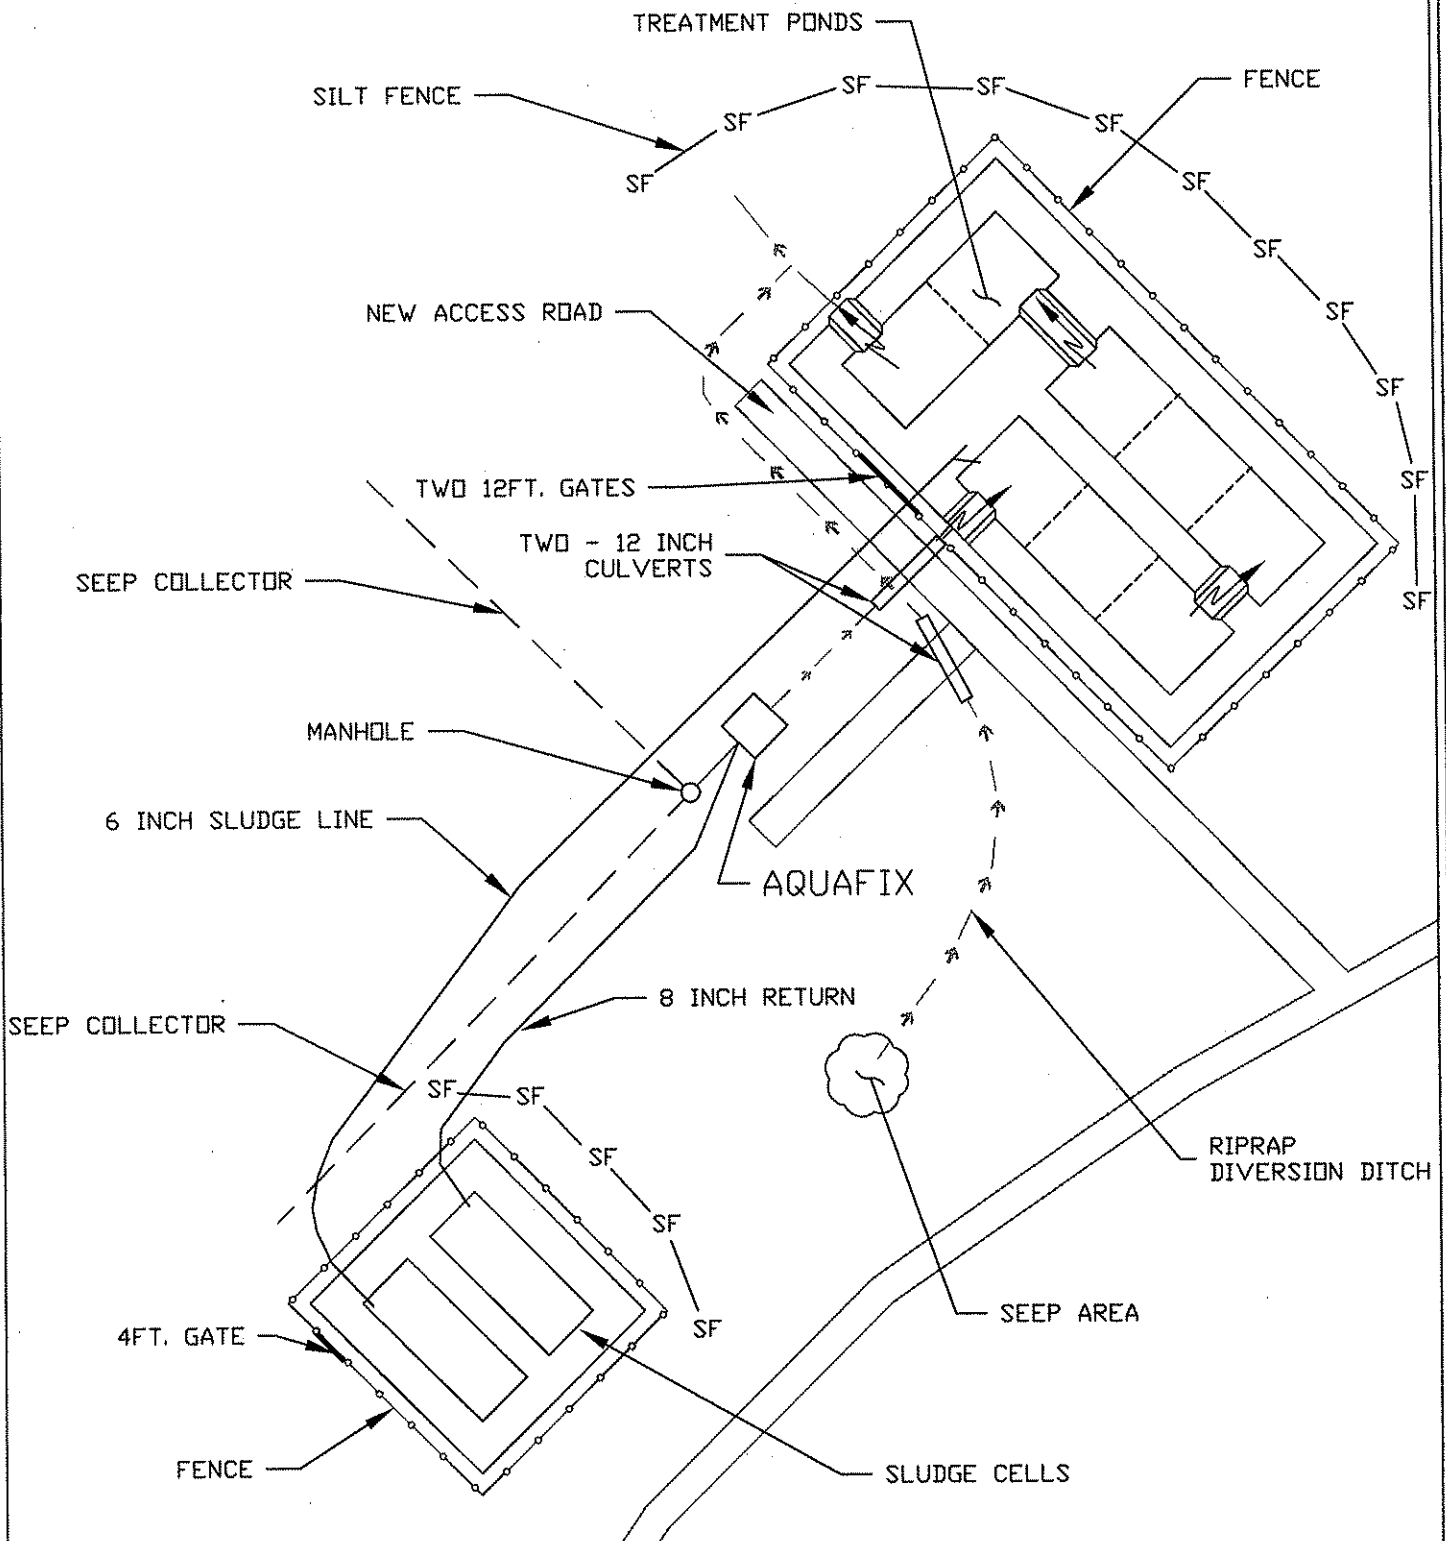 TREATMENT PONDS
SILT FENCE
SF
SF
SF
SF
SF
FENCE
SF
SF
SF
SF
SF
SF
NEW ACCESS ROAD
TWO 12FT. GATES
TWO - 12 INCH
CULVERTS
SEEP COLLECTOR
MANHOLE
6 INCH SLUDGE LINE
AQUAFIX
8 INCH RETURN
SEEP COLLECTOR
SF
SF
SF
SF
SF
RIPRAP
DIVERSION DITCH
SEEP AREA
4FT. GATE
FENCE
SLUDGE CELLS